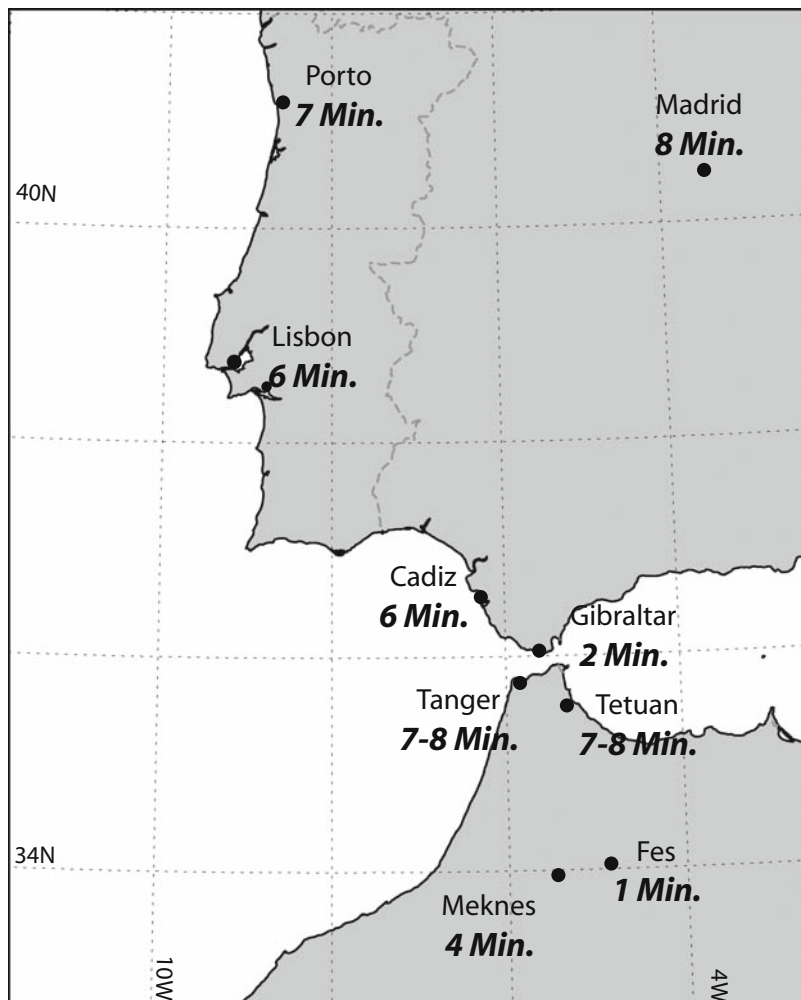 Porto
7 Min.
Madrid
8 Min.
40N
Lisbon
6 Min.
Cadiz
6 Min.
Gibraltar
2 Min.
Tanger
7-8 Min.
Tetuan
7-8 Min.
34N
Fes
1 Min.
Meknes
4 Min.
10W
4W